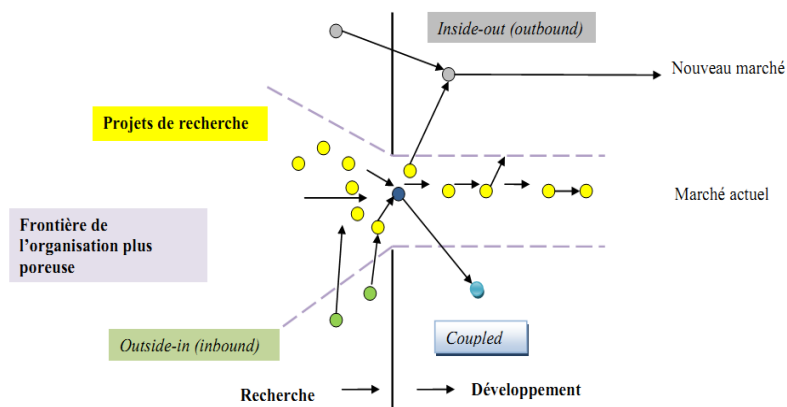 Inside-out (outbound)
Nouveau marché
Projets de recherche
Marché actuel
Frontière de
l’organisation plus
poreuse
Outside-in (inbound)
Coupled
Recherche
Développement